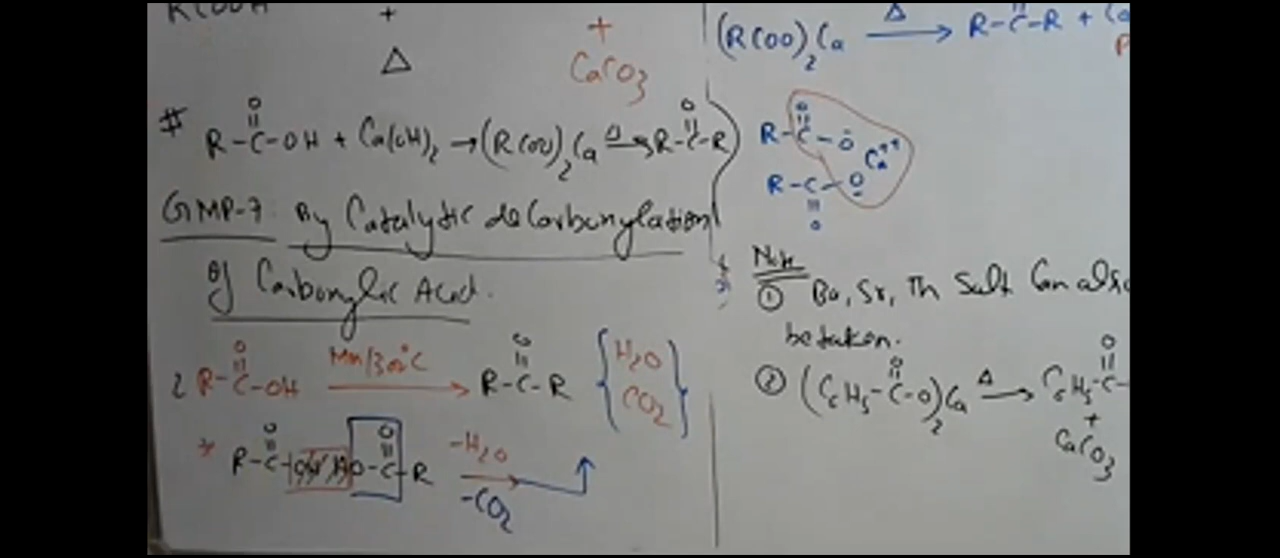 RCOOH
+
+
Δ
CaCO3
# R-C(=O)-OH + Ca(OH)2 → (RCOO)2Ca —Δ→ R-C(=O)-R
GMP-7: By Catalytic decarbonylation
of Carbonylic Acid.
2 R-C(=O)-OH —Mn/300°C→ R-C(=O)-R {H2O CO2}
* R-C(=O)-OH HO-C(=O)-R —-H2O -CO2→
(RCOO)2Ca —Δ→ R-C(=O)-R +
R-C(=O)-O Ca++
R-C(=O)-O
Note
① Ba, Sr, Th Salt Can also
be taken.
② (C6H5-C(=O)-O)2Ca —Δ→ C6H5-C(=O)-
+
CaCO3